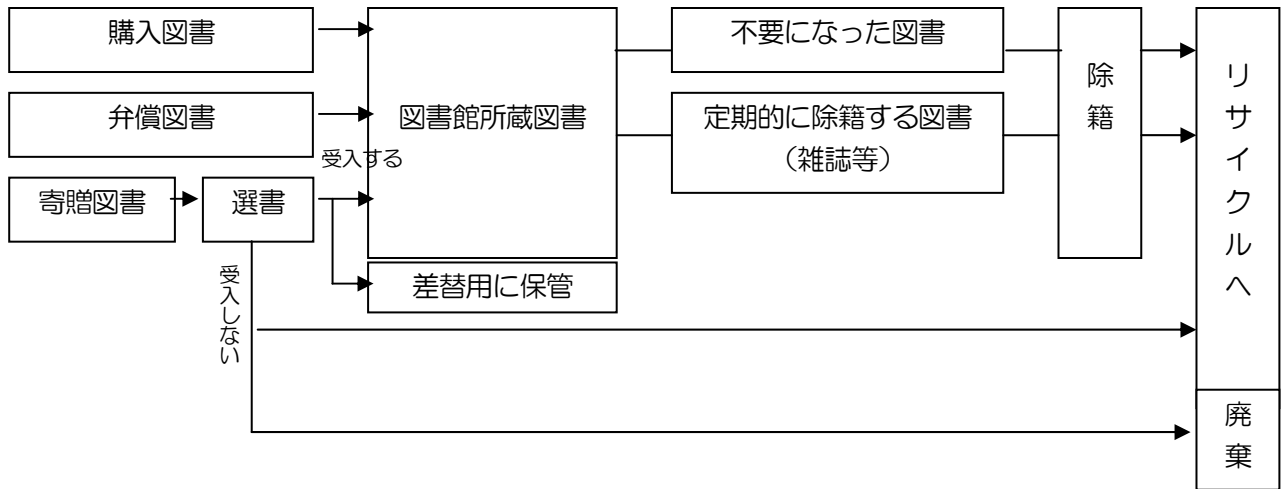 購入図書
弁償図書
寄贈図書
選書
受入する
受入しない
図書館所蔵図書
差替用に保管
不要になった図書
定期的に除籍する図書
（雑誌等）
除籍
リサイクルへ
廃棄